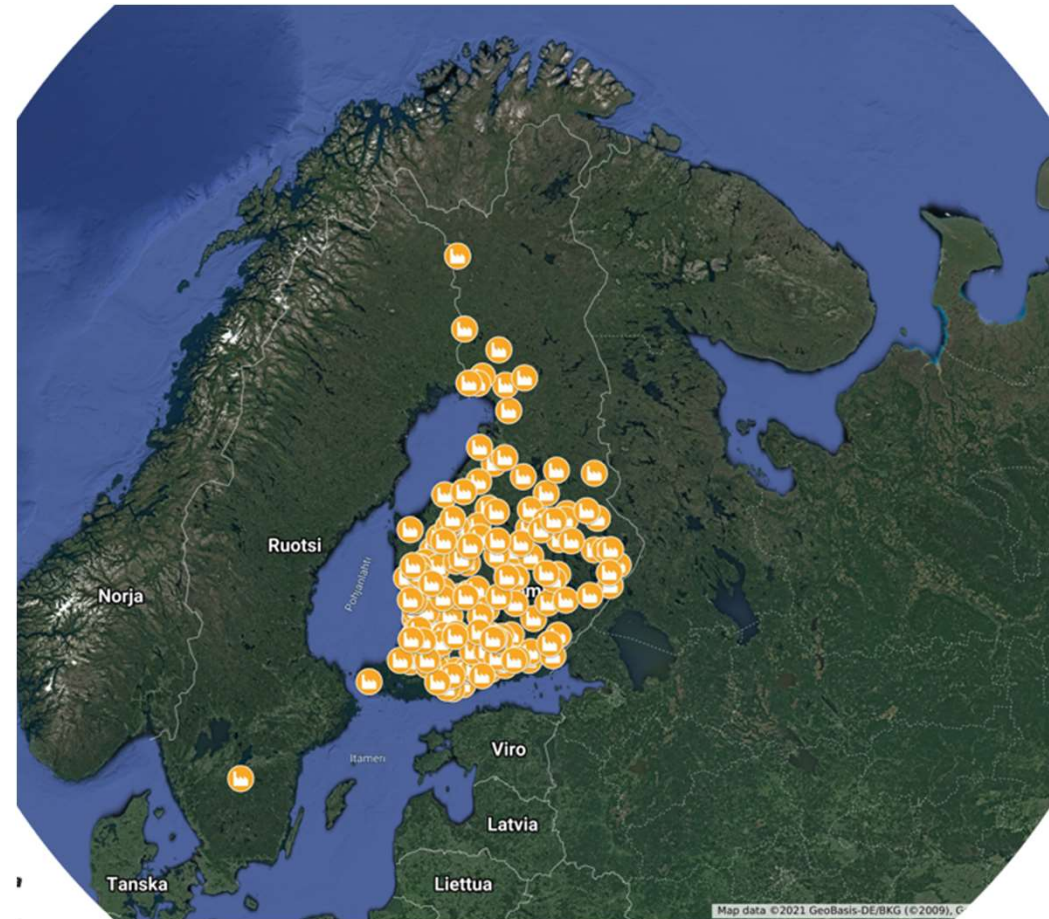 Ruotsi
Pohjanlahti
Norja
m
Viro
Itämeri
Latvia
Tanska
Liettua
Map data ©2021 GeoBasis-DE/BKG (©2009), G